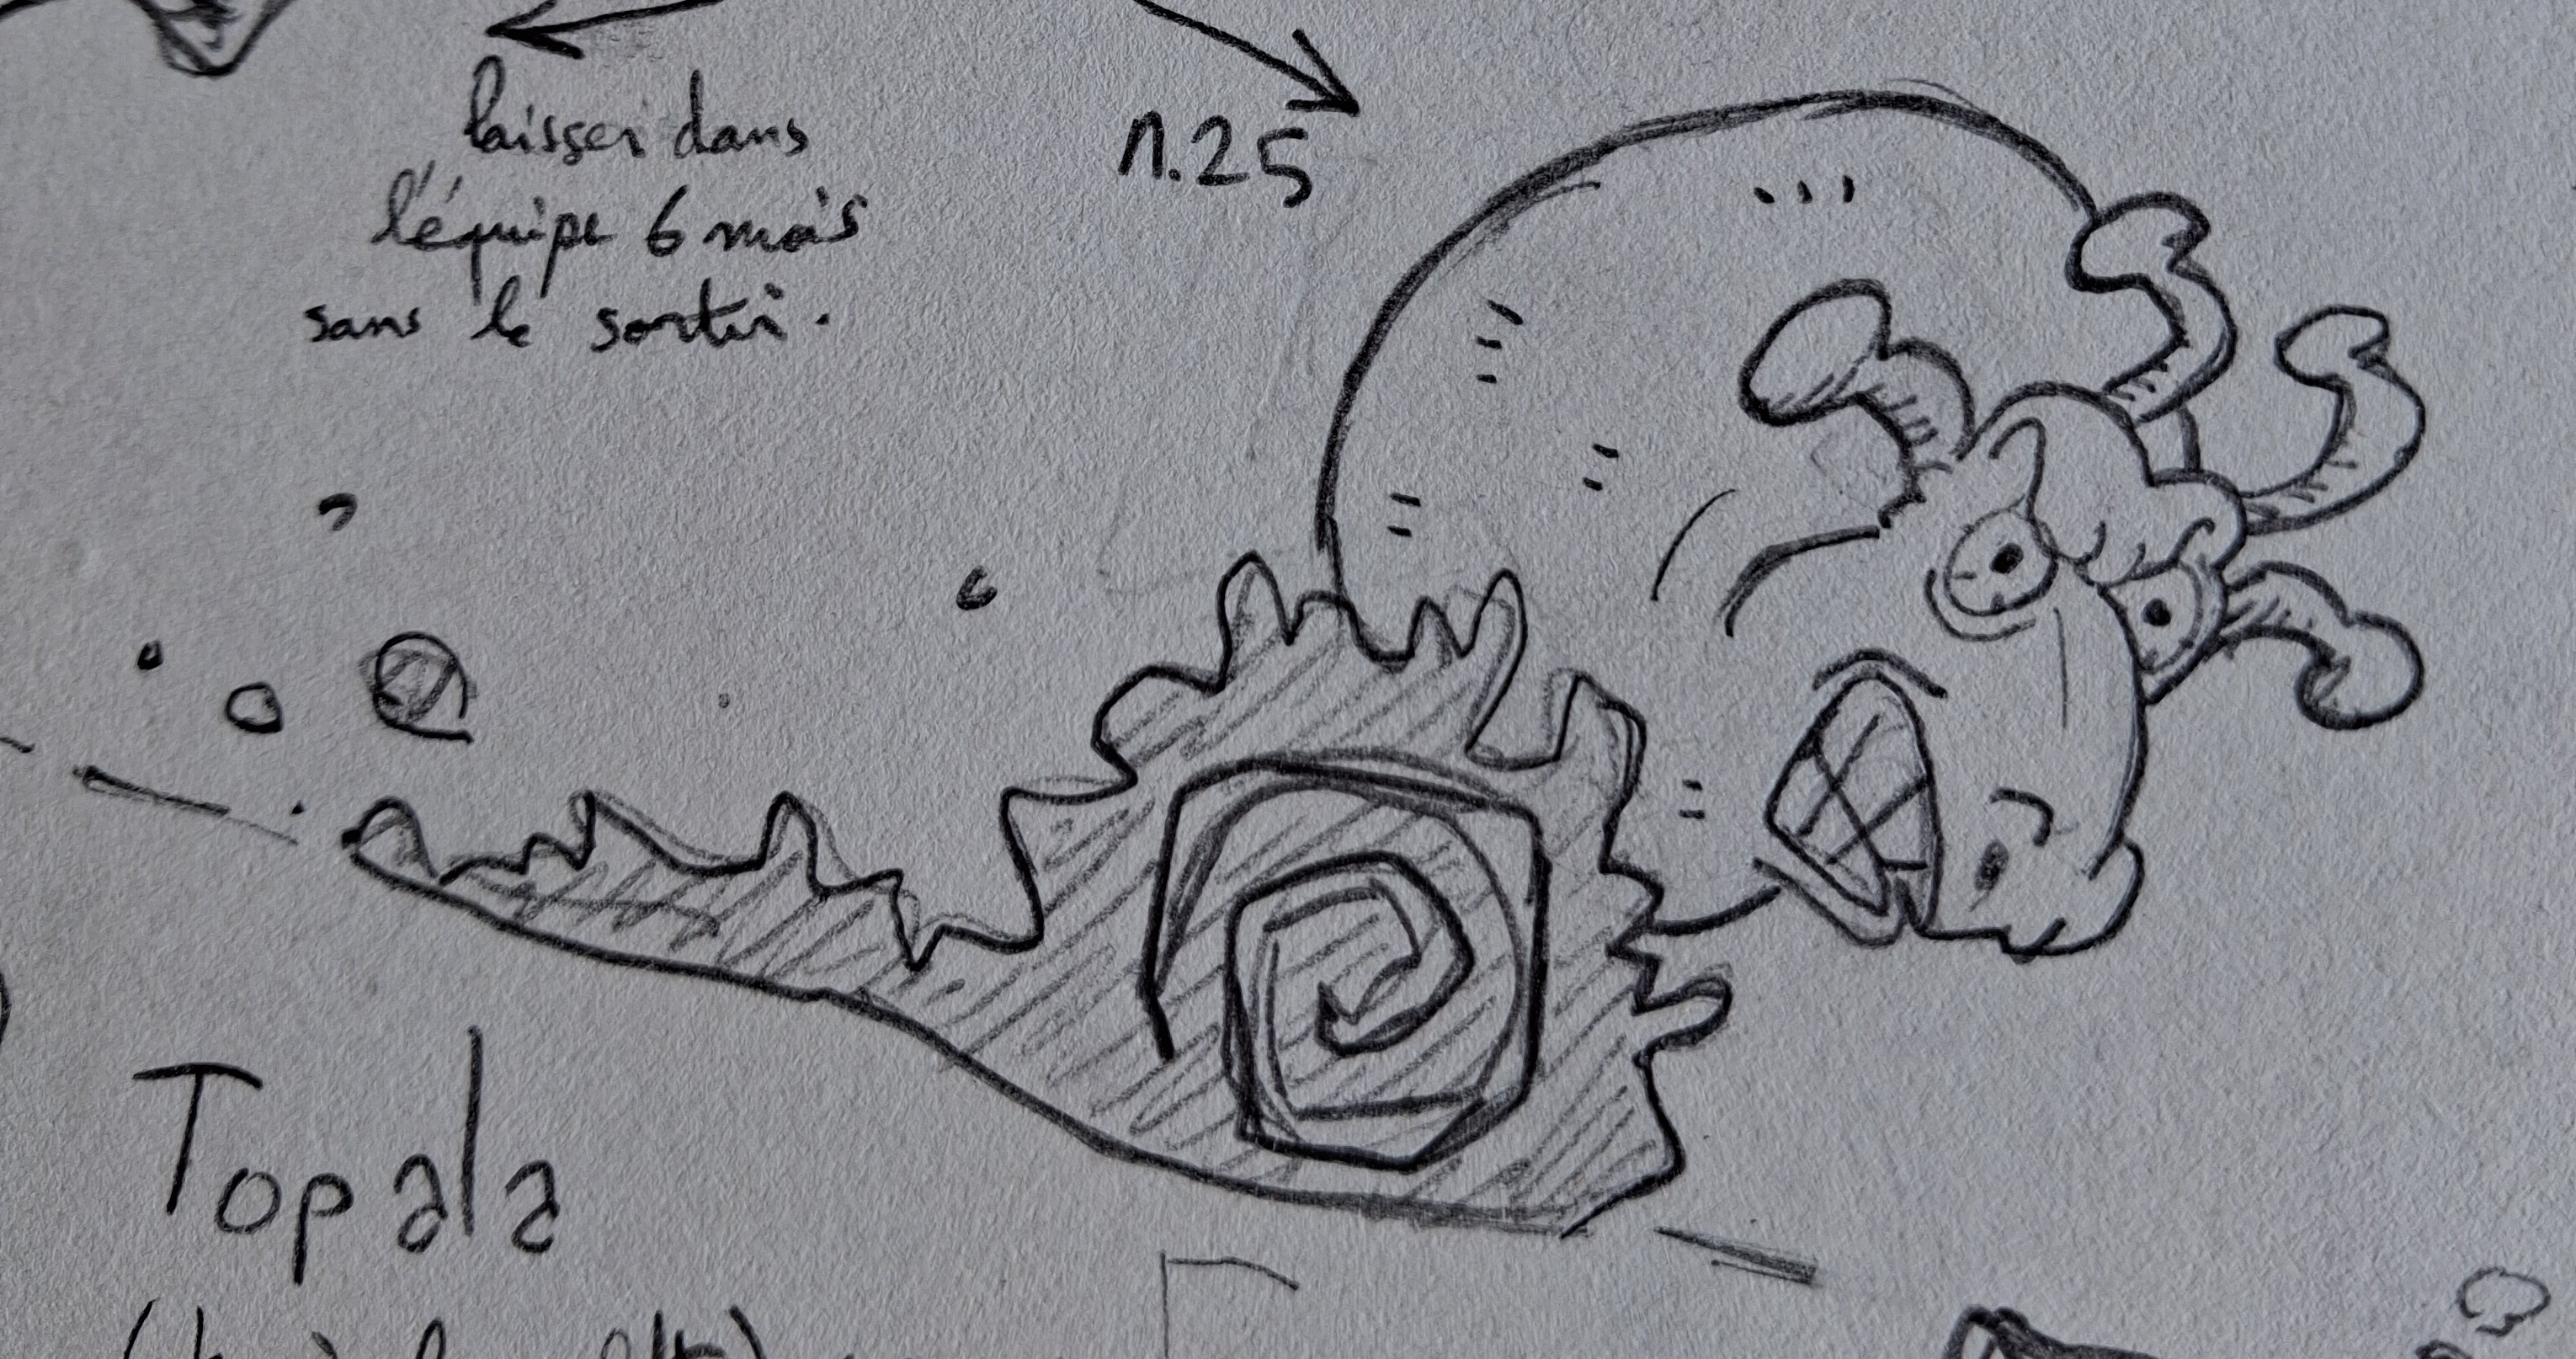 laisser dans
l'équipe 6 mois
sans le sortir.
n.25
Topala